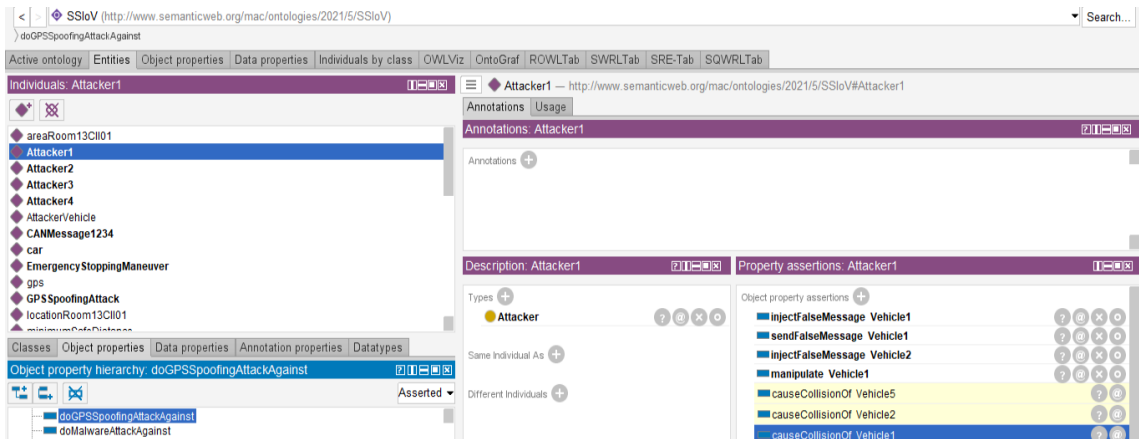 < > SSIoV (http://www.semanticweb.org/mac/ontologies/2021/5/SSIoV) Search...
doGPSSpoofingAttackAgainst
Active ontology Entities Object properties Data properties Individuals by class OWLViz OntoGraf ROWLTab SWRLTab SRE-Tab SQWRLTab
Individuals: Attacker1
areaRoom13CII01
Attacker1
Attacker2
Attacker3
Attacker4
AttackerVehicle
CANMessage1234
car
EmergencyStoppingManeuver
gps
GPSSpoofingAttack
locationRoom13CII01
minimumSafeDistance
Classes Object properties Data properties Annotation properties Datatypes
Object property hierarchy: doGPSSpoofingAttackAgainst
Asserted
doGPSSpoofingAttackAgainst
doMalwareAttackAgainst
Attacker1 — http://www.semanticweb.org/mac/ontologies/2021/5/SSIoV#Attacker1
Annotations Usage
Annotations: Attacker1
Annotations
Description: Attacker1
Types
Attacker
Same Individual As
Different Individuals
Property assertions: Attacker1
Object property assertions
injectFalseMessage Vehicle1
sendFalseMessage Vehicle1
injectFalseMessage Vehicle2
manipulate Vehicle1
causeCollisionOf Vehicle5
causeCollisionOf Vehicle2
causeCollisionOf Vehicle1